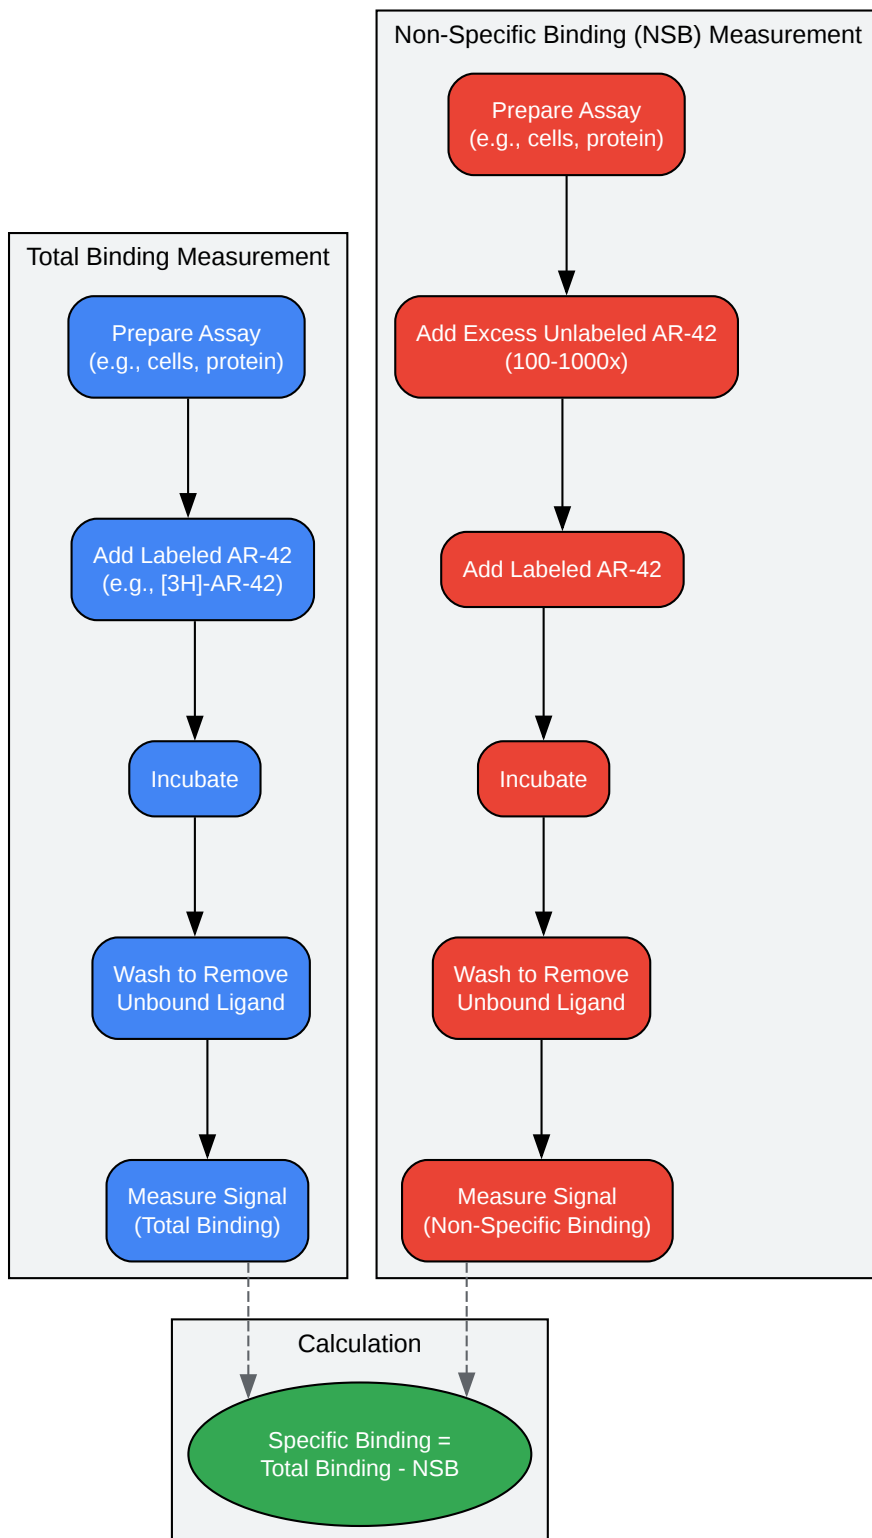 Total Binding Measurement
Prepare Assay
(e.g., cells, protein)
Add Labeled AR-42
(e.g., [3H]-AR-42)
Incubate
Wash to Remove
Unbound Ligand
Measure Signal
(Total Binding)
Non-Specific Binding (NSB) Measurement
Prepare Assay
(e.g., cells, protein)
Add Excess Unlabeled AR-42
(100-1000x)
Add Labeled AR-42
Incubate
Wash to Remove
Unbound Ligand
Measure Signal
(Non-Specific Binding)
Calculation
Specific Binding =
Total Binding - NSB